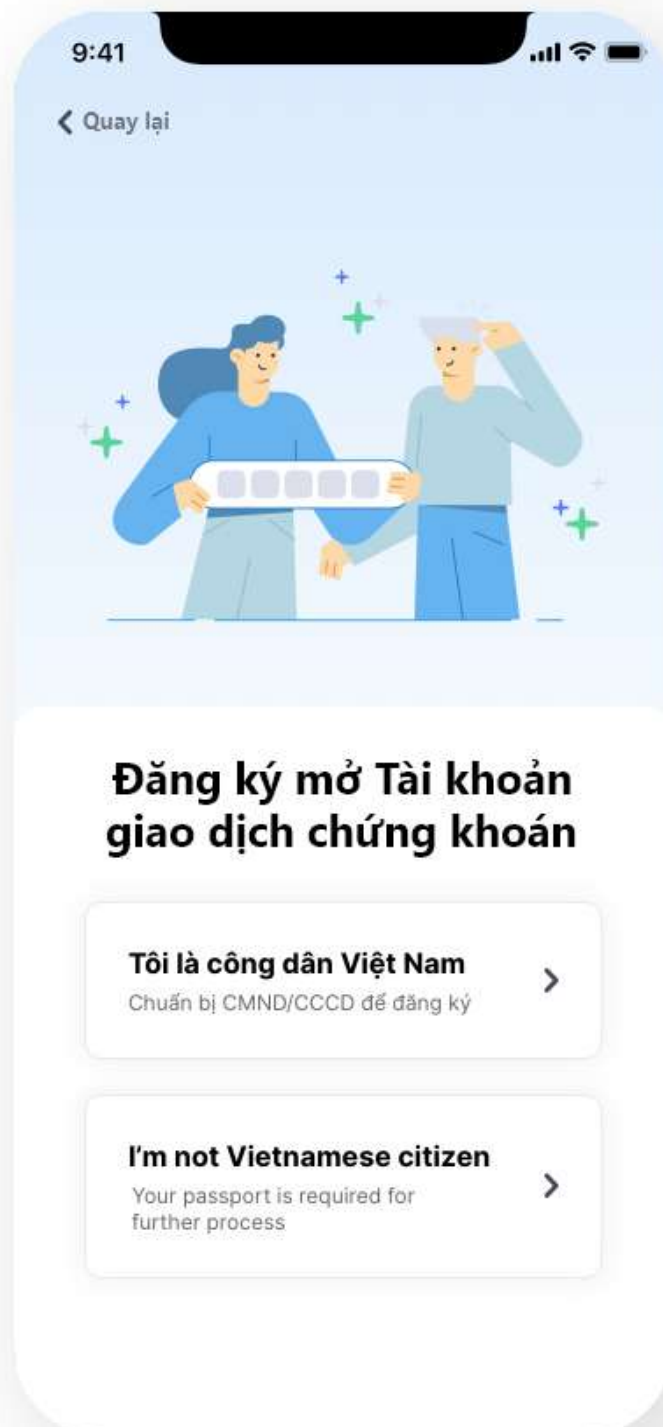 9:41
Quay lại
Đăng ký mở Tài khoản
giao dịch chứng khoán
Tôi là công dân Việt Nam
Chuẩn bị CMND/CCCD để đăng ký
I'm not Vietnamese citizen
Your passport is required for
further process